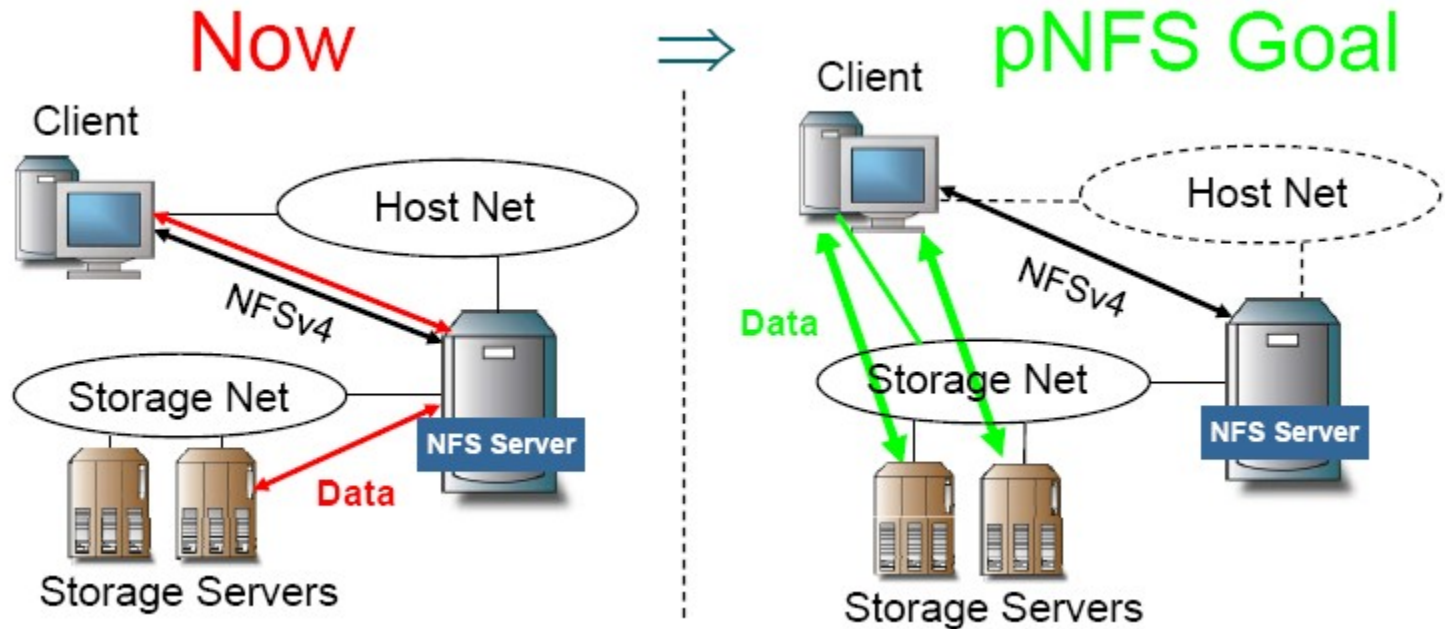 Now
Client
Host Net
NFSv4
Storage Net
NFS Server
Data
Storage Servers
⇒
pNFS Goal
Client
Host Net
NFSv4
Data
Storage Net
NFS Server
Storage Servers